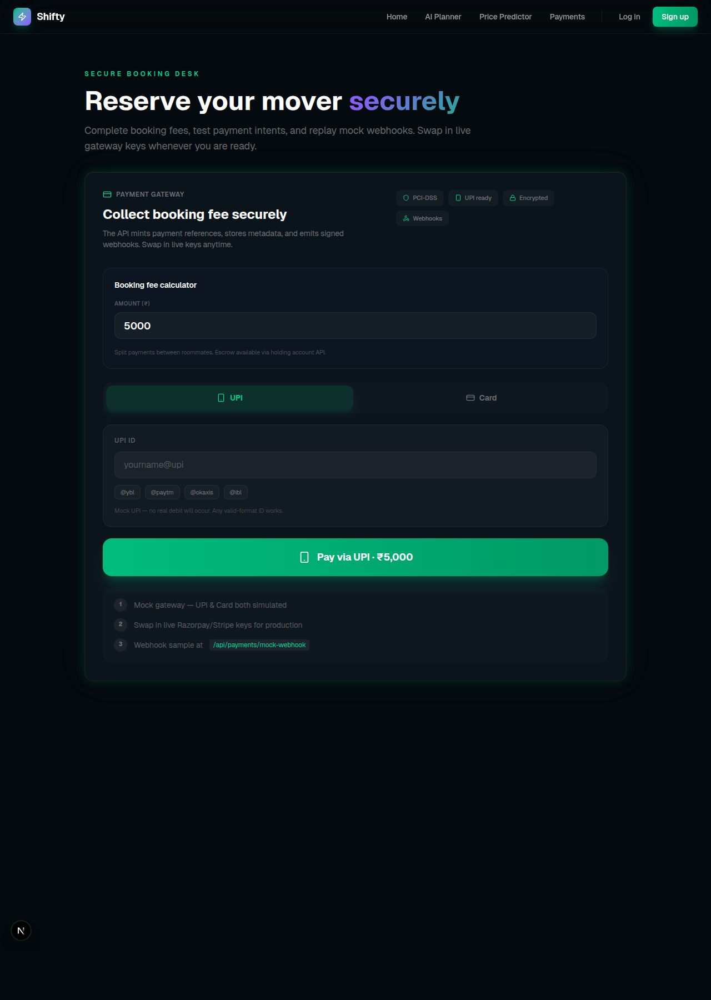 Shifty
Home
AI Planner
Price Predictor
Payments
Log in
Sign up
SECURE BOOKING DESK
Reserve your mover securely
Complete booking fees, test payment intents, and replay mock webhooks. Swap in live
gateway keys whenever you are ready.
PAYMENT GATEWAY
Collect booking fee securely
The API mints payment references, stores metadata, and emits signed
webhooks. Swap in live keys anytime.
PCI-DSS
UPI ready
Encrypted
Webhooks
Booking fee calculator
AMOUNT (₹)
5000
Split payments between roommates. Escrow available via holding account API.
UPI
Card
UPI ID
yourname@upi
@ybl
@paytm
@okaxis
@ibl
Mock UPI — no real debit will occur. Any valid-format ID works.
Pay via UPI · ₹5,000
1 Mock gateway — UPI & Card both simulated
2 Swap in live Razorpay/Stripe keys for production
3 Webhook sample at /api/payments/mock-webhook
N